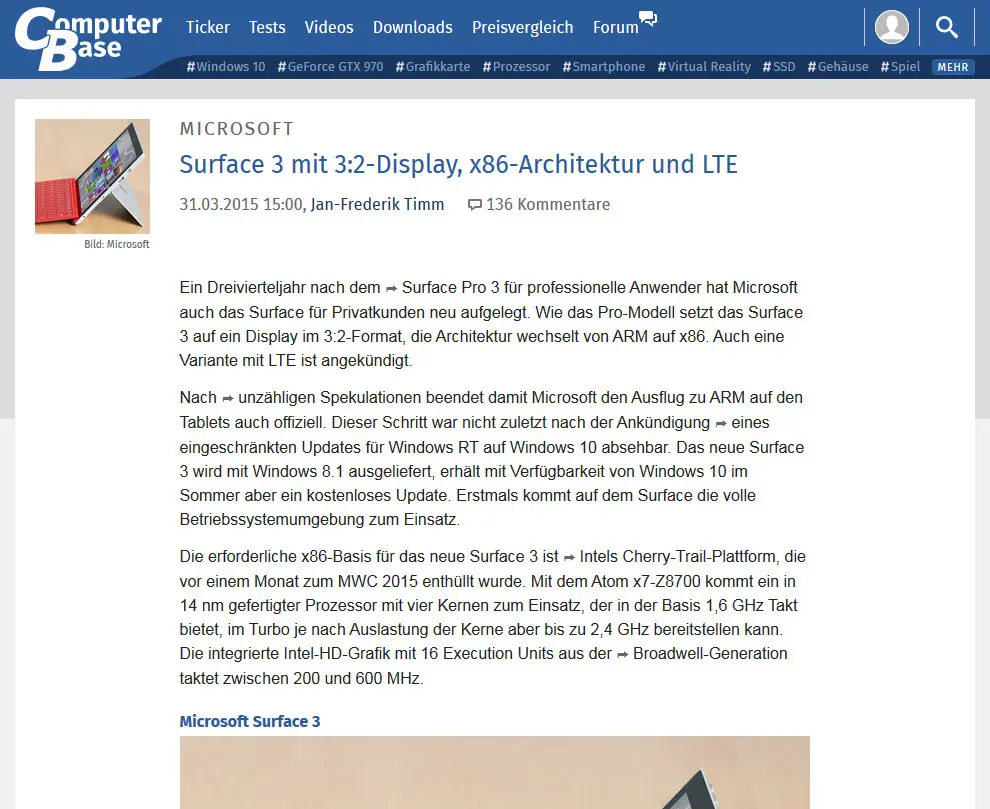 ComputerBase
Ticker Tests Videos Downloads Preisvergleich Forum
#Windows 10 #GeForce GTX 970 #Grafikkarte #Prozessor #Smartphone #Virtual Reality #SSD #Gehäuse #Spiel MEHR
MICROSOFT
Surface 3 mit 3:2-Display, x86-Architektur und LTE
31.03.2015 15:00, Jan-Frederik Timm 136 Kommentare
Bild: Microsoft
Ein Dreivierteljahr nach dem ➦ Surface Pro 3 für professionelle Anwender hat Microsoft
auch das Surface für Privatkunden neu aufgelegt. Wie das Pro-Modell setzt das Surface
3 auf ein Display im 3:2-Format, die Architektur wechselt von ARM auf x86. Auch eine
Variante mit LTE ist angekündigt.
Nach ➦ unzähligen Spekulationen beendet damit Microsoft den Ausflug zu ARM auf den
Tablets auch offiziell. Dieser Schritt war nicht zuletzt nach der Ankündigung ➦ eines
eingeschränkten Updates für Windows RT auf Windows 10 absehbar. Das neue Surface
3 wird mit Windows 8.1 ausgeliefert, erhält mit Verfügbarkeit von Windows 10 im
Sommer aber ein kostenloses Update. Erstmals kommt auf dem Surface die volle
Betriebssystemumgebung zum Einsatz.
Die erforderliche x86-Basis für das neue Surface 3 ist ➦ Intels Cherry-Trail-Plattform, die
vor einem Monat zum MWC 2015 enthüllt wurde. Mit dem Atom x7-Z8700 kommt ein in
14 nm gefertigter Prozessor mit vier Kernen zum Einsatz, der in der Basis 1,6 GHz Takt
bietet, im Turbo je nach Auslastung der Kerne aber bis zu 2,4 GHz bereitstellen kann.
Die integrierte Intel-HD-Grafik mit 16 Execution Units aus der ➦ Broadwell-Generation
taktet zwischen 200 und 600 MHz.
Microsoft Surface 3